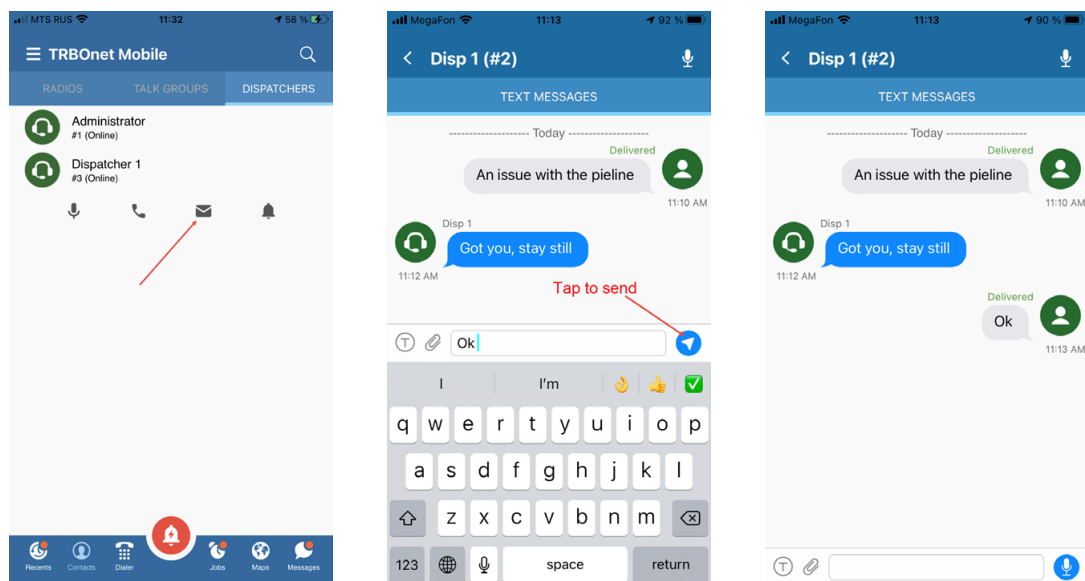 MTS RUS 11:32 58 %
TRBOnet Mobile
RADIOS TALK GROUPS DISPATCHERS
Administrator
#1 (Online)
Dispatcher 1
#3 (Online)
Recents Contacts Dialer Jobs Maps Messages
MegaFon 11:13 92 %
Disp 1 (#2)
TEXT MESSAGES
Today
Delivered
An issue with the pieline
11:10 AM
Disp 1
Got you, stay still
11:12 AM
Tap to send
T Ok
I I'm
q w e r t y u i o p
a s d f g h j k l
z x c v b n m
123 space return
MegaFon 11:13 90 %
Disp 1 (#2)
TEXT MESSAGES
Today
Delivered
An issue with the pieline
11:10 AM
Disp 1
Got you, stay still
11:12 AM
Delivered
Ok
11:13 AM
T